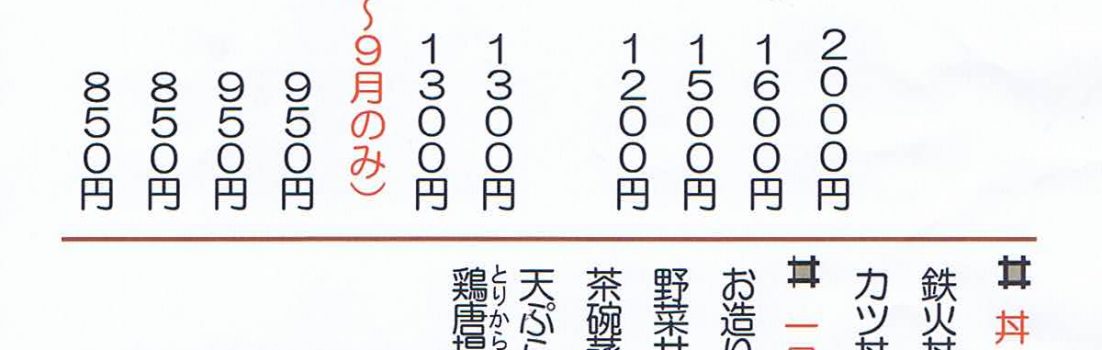 2000円
1600円
1500円
1200円
1300円
1300円
～9月のみ）
950円
950円
850円
850円
丼
鉄火丼
カツ丼
一
お造り
野菜サ
茶碗蒸
天ぷら
とりから
鶏唐揚